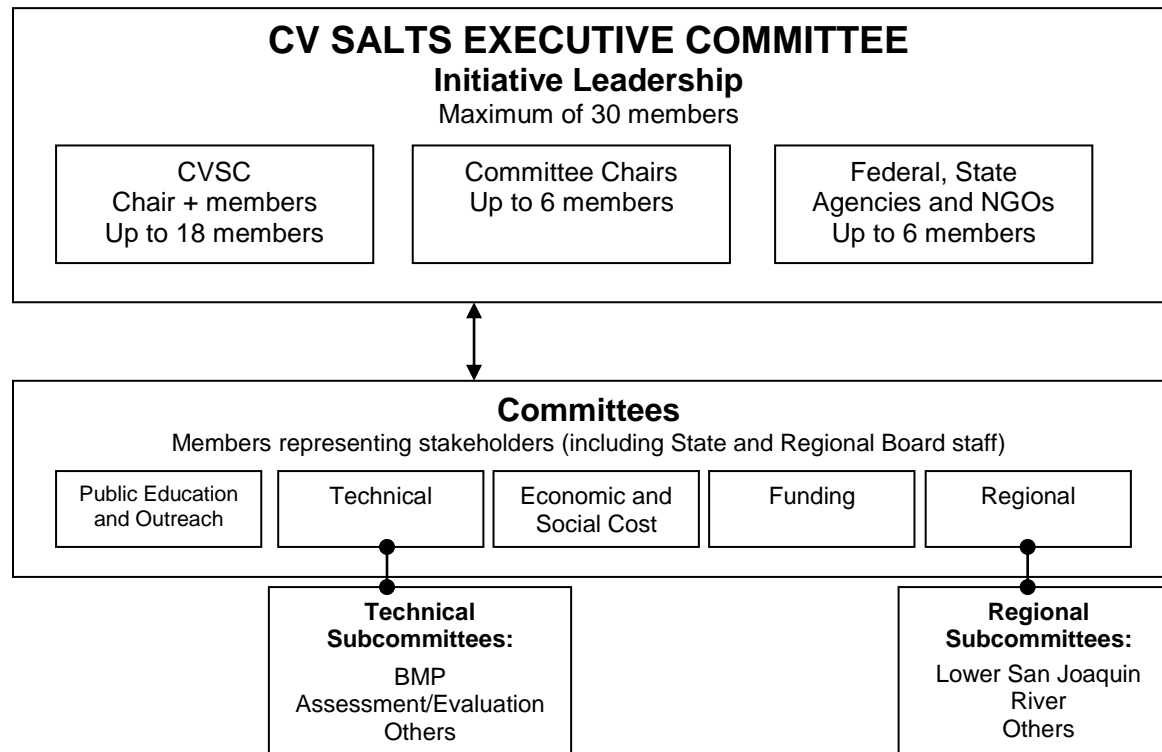 CV SALTS EXECUTIVE COMMITTEE
Initiative Leadership
Maximum of 30 members
CVSC
Chair + members
Up to 18 members
Committee Chairs
Up to 6 members
Federal, State
Agencies and NGOs
Up to 6 members
Committees
Members representing stakeholders (including State and Regional Board staff)
Public Education
and Outreach
Technical
Economic and
Social Cost
Funding
Regional
Technical
Subcommittees:
BMP
Assessment/Evaluation
Others
Regional
Subcommittees:
Lower San Joaquin
River
Others